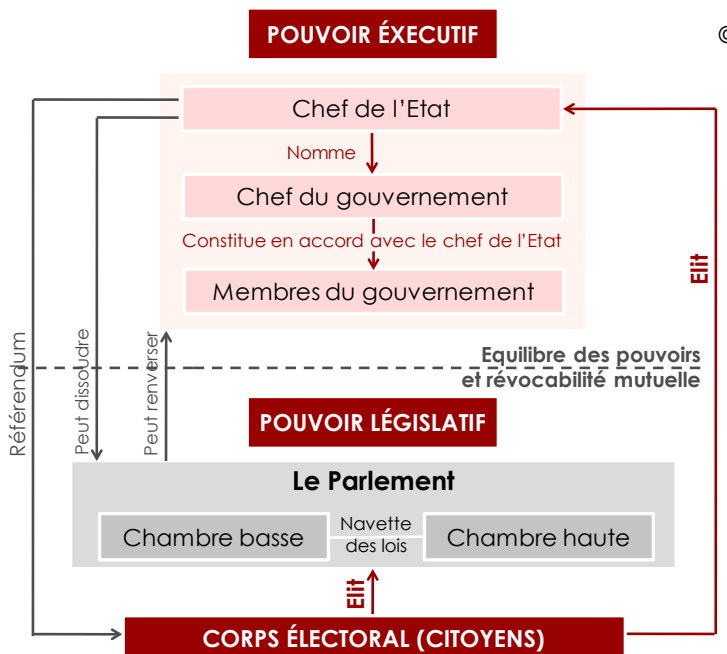 POUVOIR ÉXECUTIF
©
Chef de l’Etat
Nomme
Chef du gouvernement
Constitue en accord avec le chef de l’Etat
Membres du gouvernement
Elit
Référendum
Peut dissoudre
Peut renverser
Equilibre des pouvoirs
et révocabilité mutuelle
POUVOIR LÉGISLATIF
Le Parlement
Chambre basse
Navette
des lois
Chambre haute
Elit
CORPS ÉLECTORAL (CITOYENS)